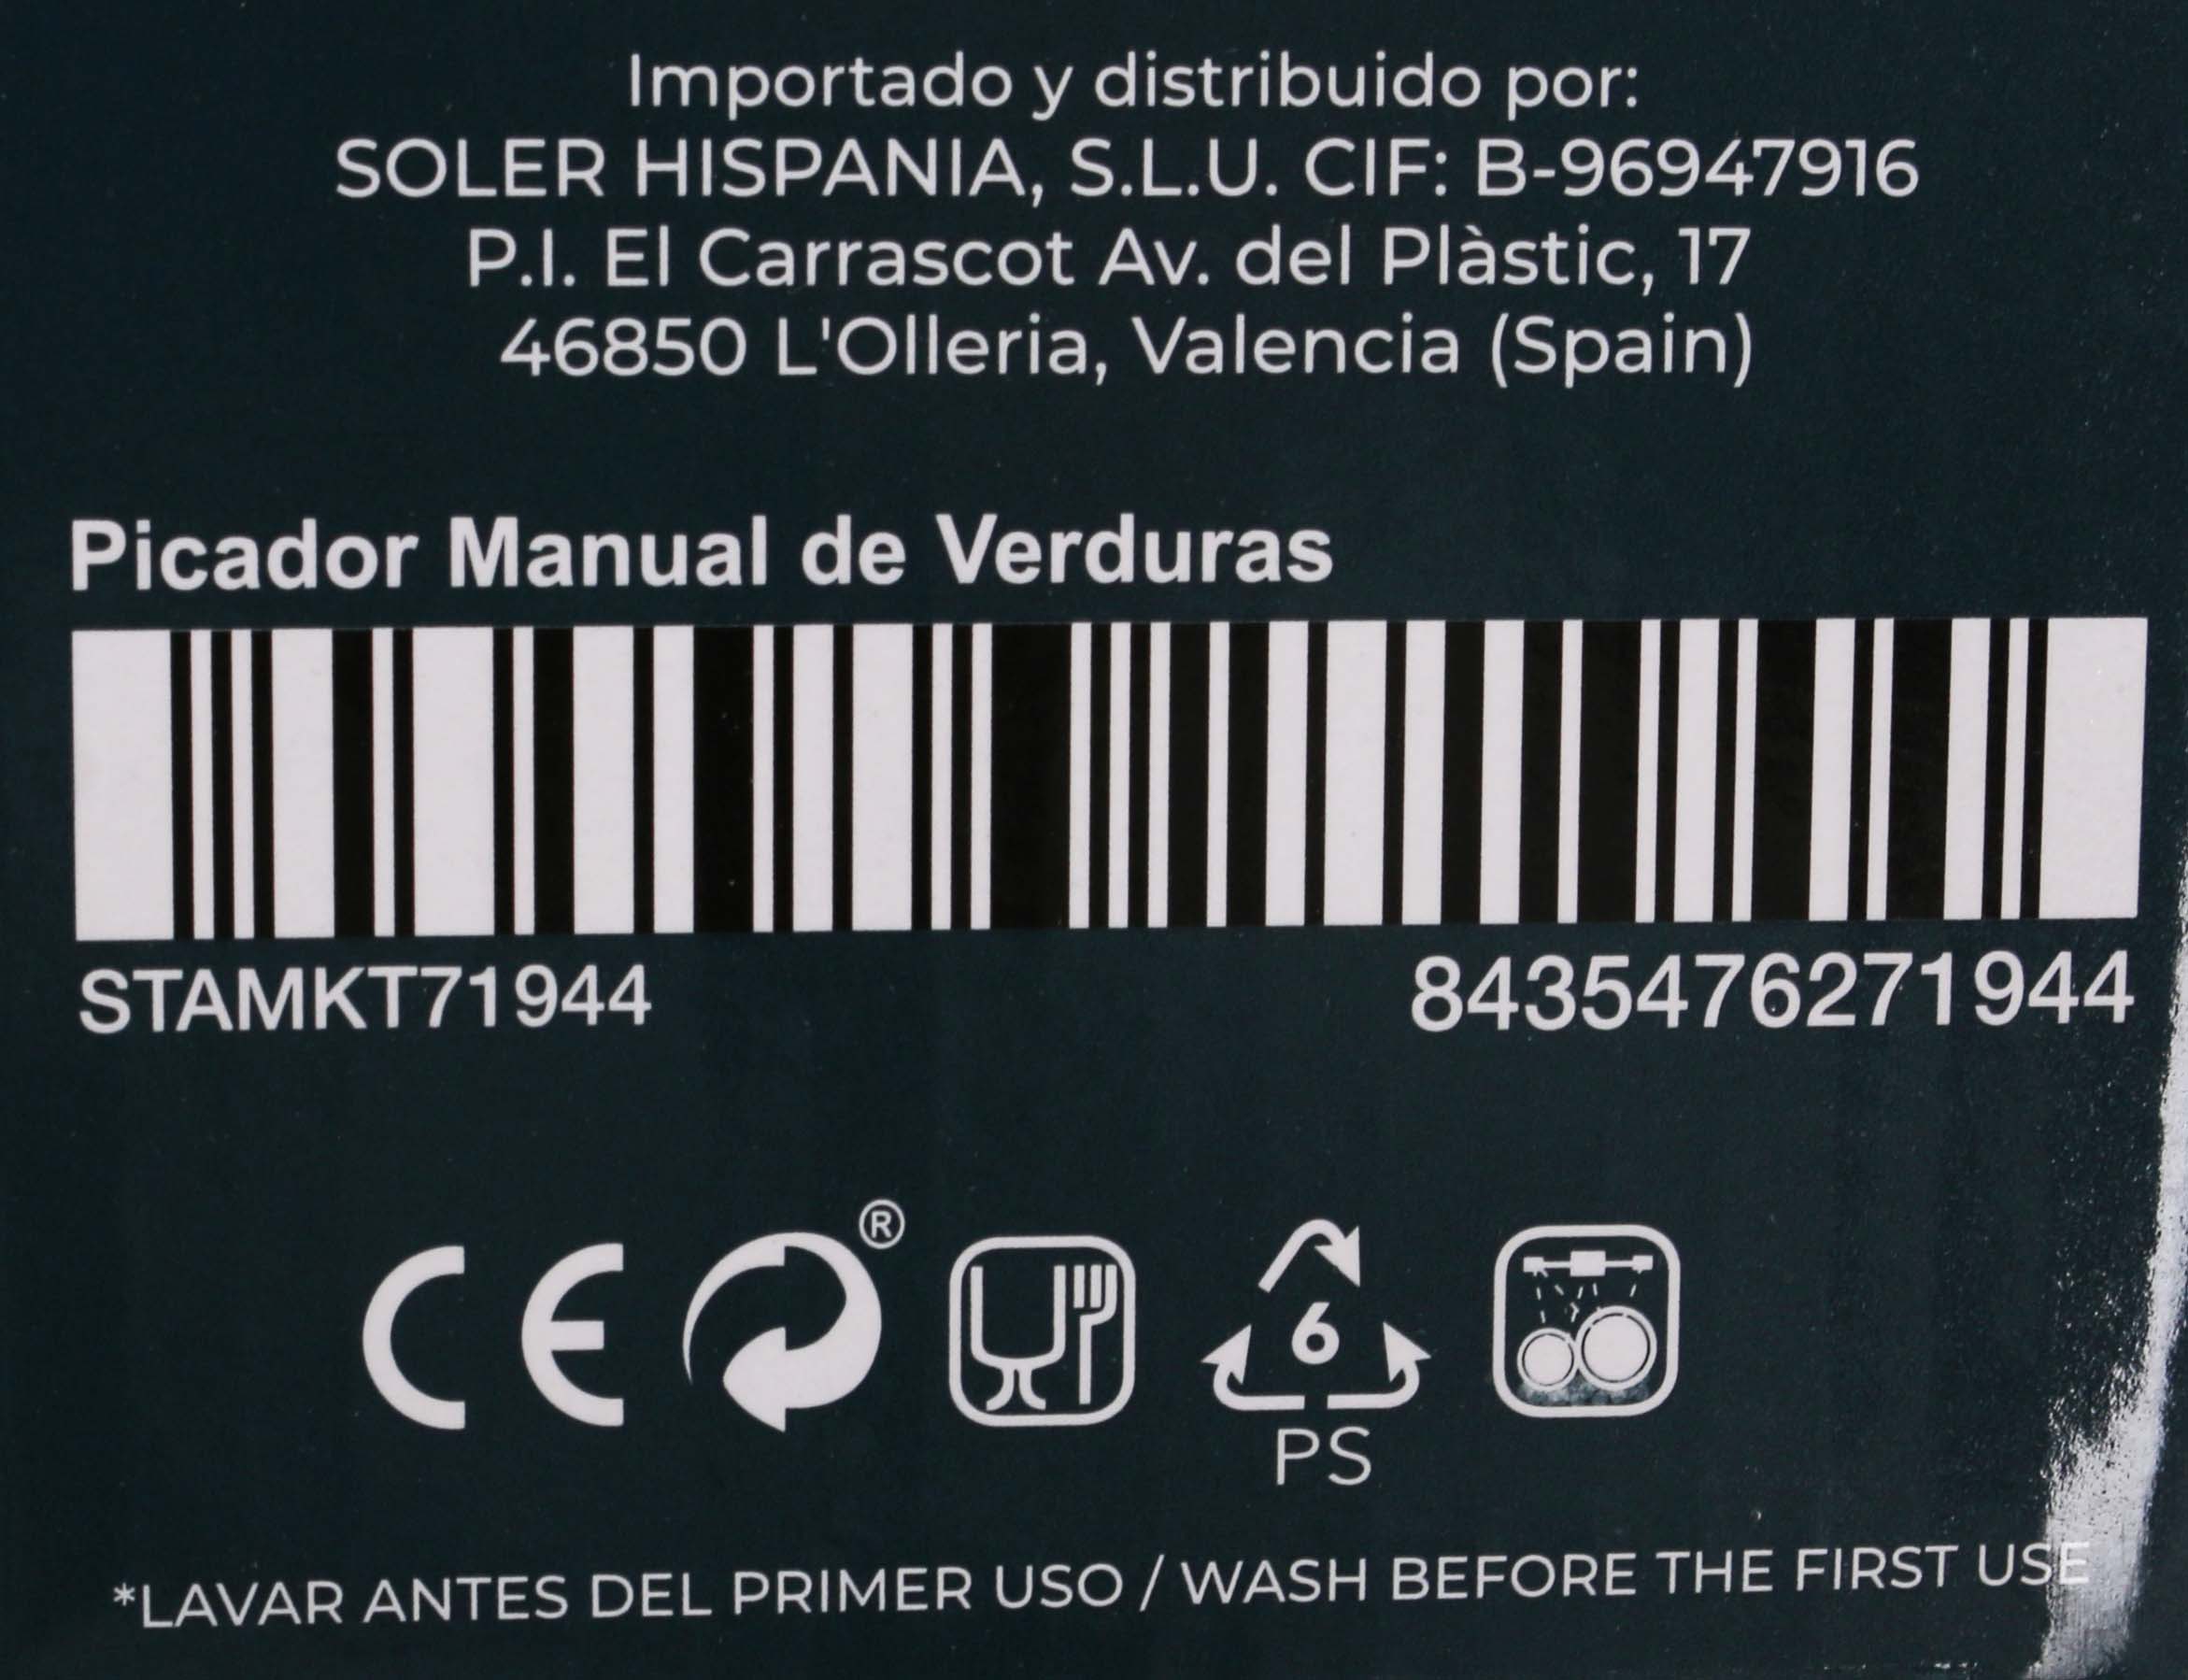 Importado y distribuido por:
SOLER HISPANIA, S.L.U. CIF: B-96947916
P.I. El Carrascot Av. del Plàstic, 17
46850 L'Olleria, Valencia (Spain)
Picador Manual de Verduras
STAMKT71944 8435476271944
CE ®
6
PS
*LAVAR ANTES DEL PRIMER USO / WASH BEFORE THE FIRST USE